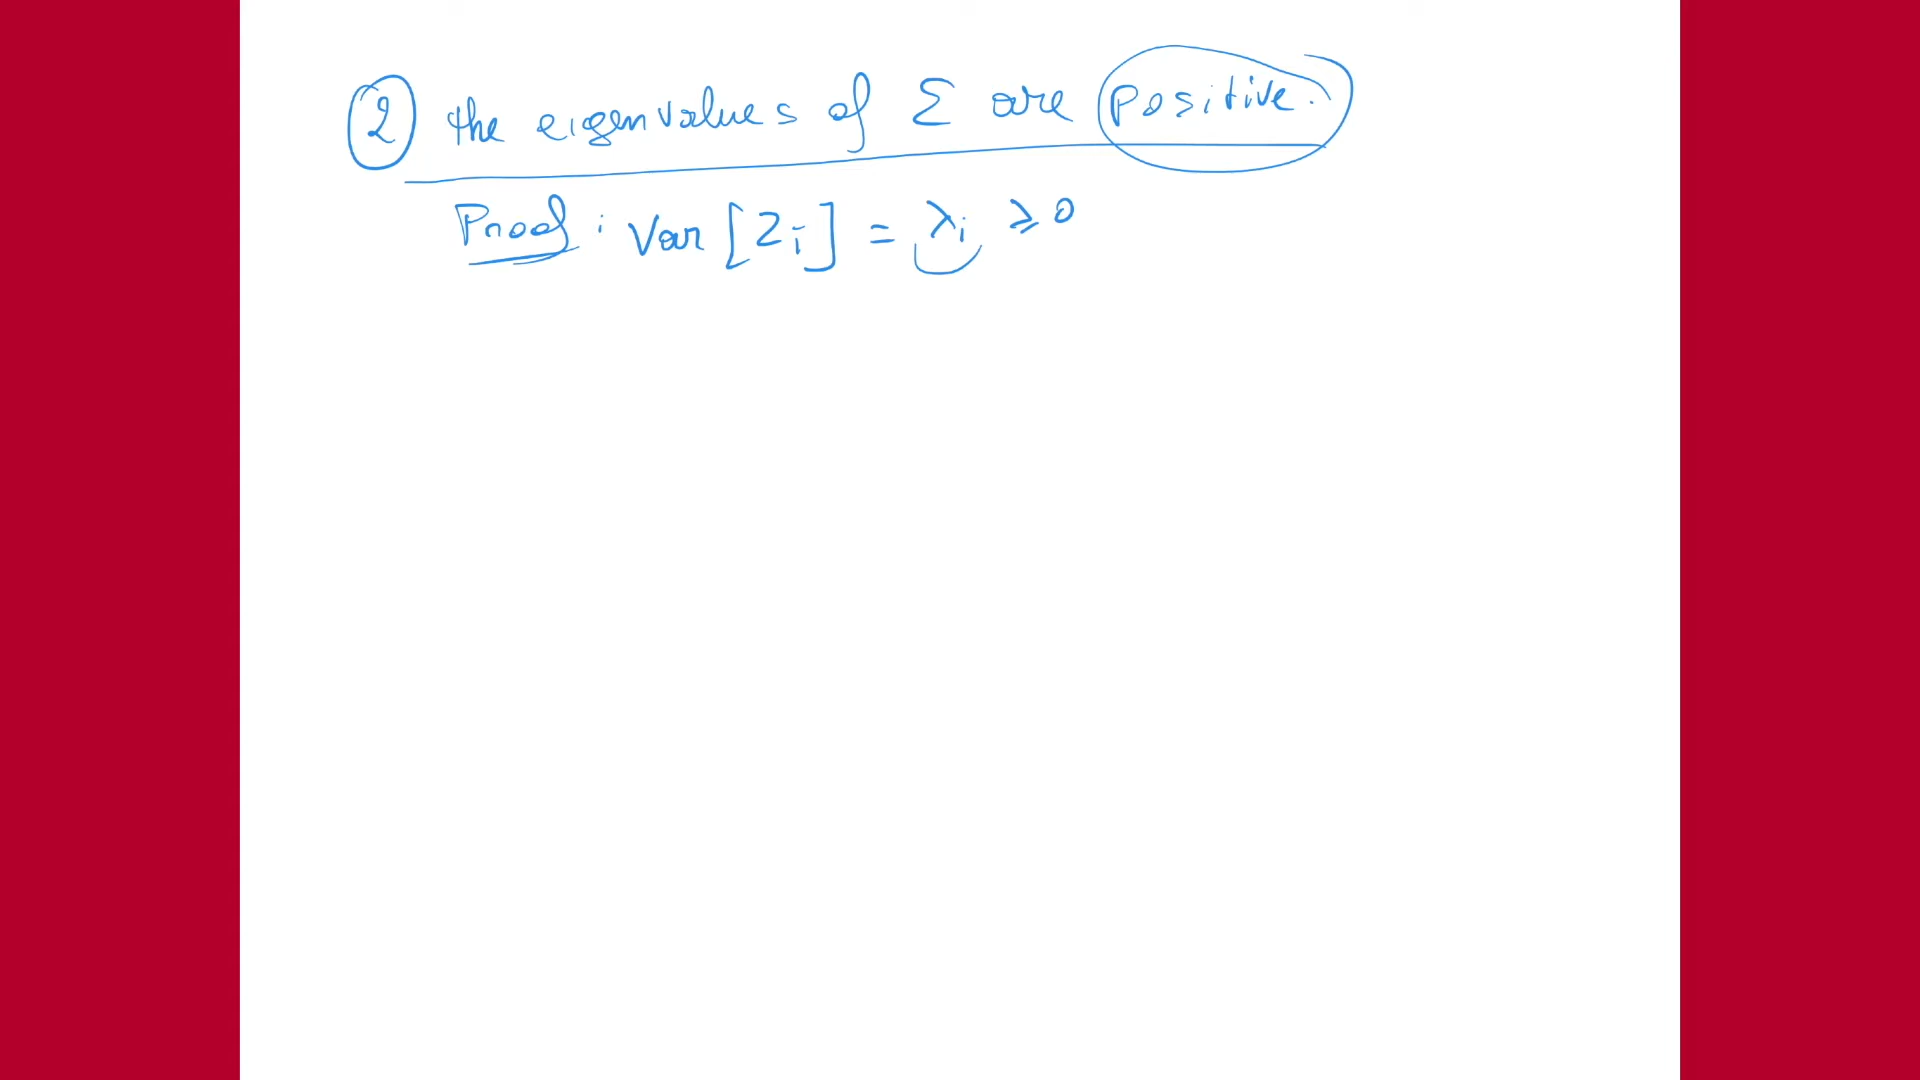 ② the eigenvalues of Σ are positive.
Proof : Var [Zi] = λi ⩾ 0